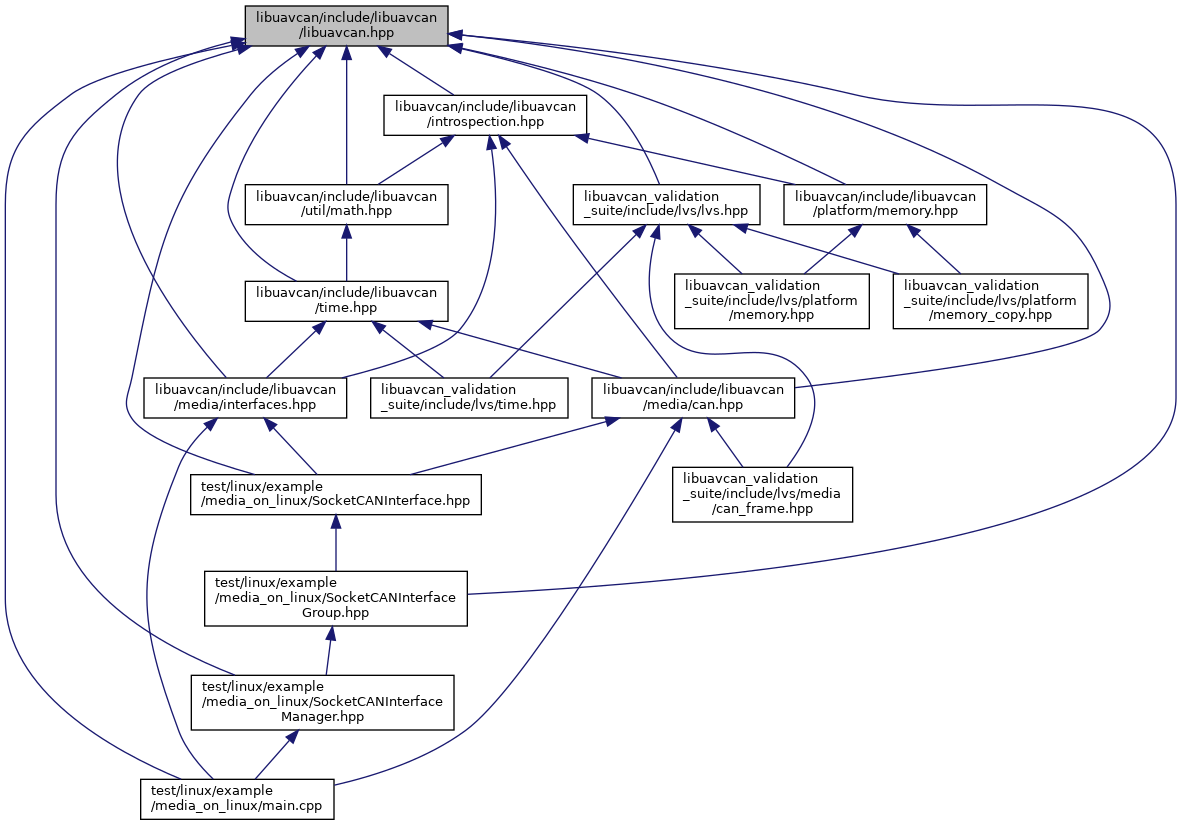 libuavcan/include/libuavcan
/libuavcan.hpp
libuavcan/include/libuavcan
/introspection.hpp
libuavcan/include/libuavcan
/util/math.hpp
libuavcan_validation
_suite/include/lvs/lvs.hpp
libuavcan/include/libuavcan
/platform/memory.hpp
libuavcan/include/libuavcan
/time.hpp
libuavcan_validation
_suite/include/lvs/platform
/memory.hpp
libuavcan_validation
_suite/include/lvs/platform
/memory_copy.hpp
libuavcan/include/libuavcan
/media/interfaces.hpp
libuavcan_validation
_suite/include/lvs/time.hpp
libuavcan/include/libuavcan
/media/can.hpp
test/linux/example
/media_on_linux/SocketCANInterface.hpp
libuavcan_validation
_suite/include/lvs/media
/can_frame.hpp
test/linux/example
/media_on_linux/SocketCANInterface
Group.hpp
test/linux/example
/media_on_linux/SocketCANInterface
Manager.hpp
test/linux/example
/media_on_linux/main.cpp